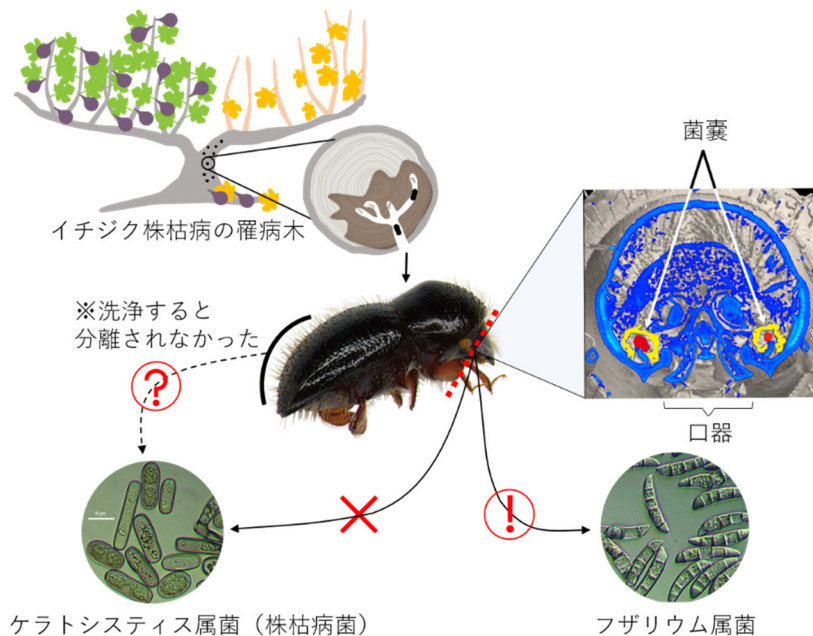 菌嚢
イチジク株枯病の罹病木
※洗浄すると
分離されなかった
?
口器
!
ケラトシスティス属菌（株枯病菌）
フザリウム属菌